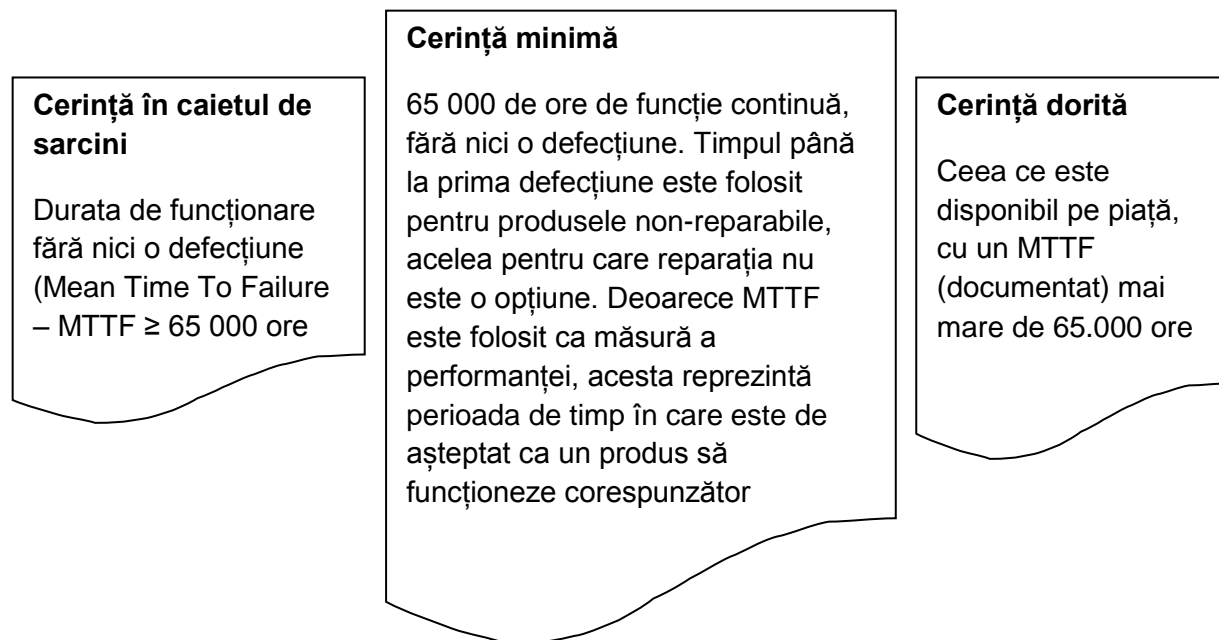 Cerință în caietul de
sarcini
Durata de funcționare
fără nici o defecțiune
(Mean Time To Failure
– MTTF ≥ 65 000 ore
Cerință minimă
65 000 de ore de funcție continuă,
fără nici o defecțiune. Timpul până
la prima defecțiune este folosit
pentru produsele non-reparabile,
acelea pentru care reparația nu
este o opțiune. Deoarece MTTF
este folosit ca măsură a
performanței, acesta reprezintă
perioada de timp în care este de
așteptat ca un produs să
funcționeze corespunzător
Cerință dorită
Ceea ce este
disponibil pe piață,
cu un MTTF
(documentat) mai
mare de 65.000 ore